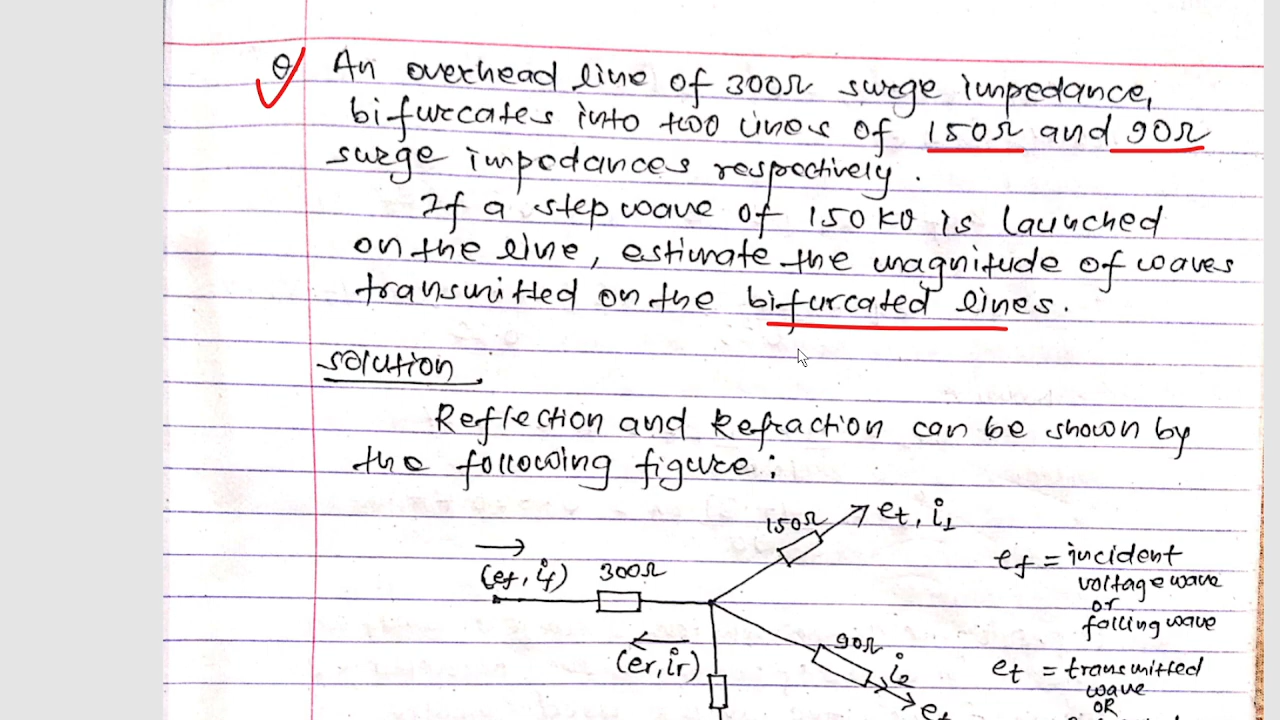 Q An overhead line of 300Ω surge impedance,
bifurcates into two lines of 150Ω and 90Ω
surge impedances respectively.
If a step wave of 150 KV is launched
on the line, estimate the magnitude of waves
transmitted on the bifurcated lines.
solution
Reflection and Refraction can be shown by
the following figure:
150Ω et, i1
(ef, if) 300Ω
ef = incident
voltage wave
or
falling wave
90Ω
(er, ir)
i2
et
et = transmitted
wave
OR